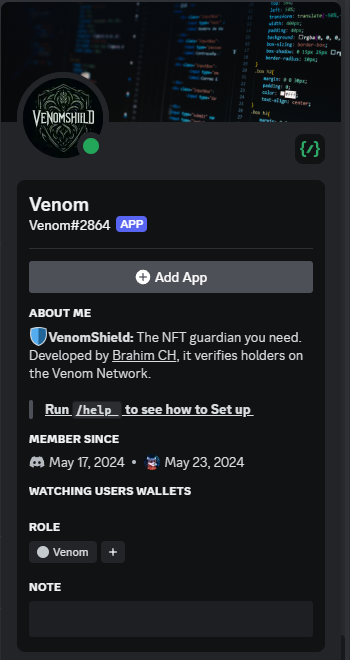 VENOMSHIILD
Venom
Venom#2864 APP
Add App
ABOUT ME
VenomShield: The NFT guardian you need.
Developed by Brahim CH, it verifies holders on
the Venom Network.
Run /help to see how to Set up
MEMBER SINCE
May 17, 2024 • May 23, 2024
WATCHING USERS WALLETS
ROLE
Venom +
NOTE